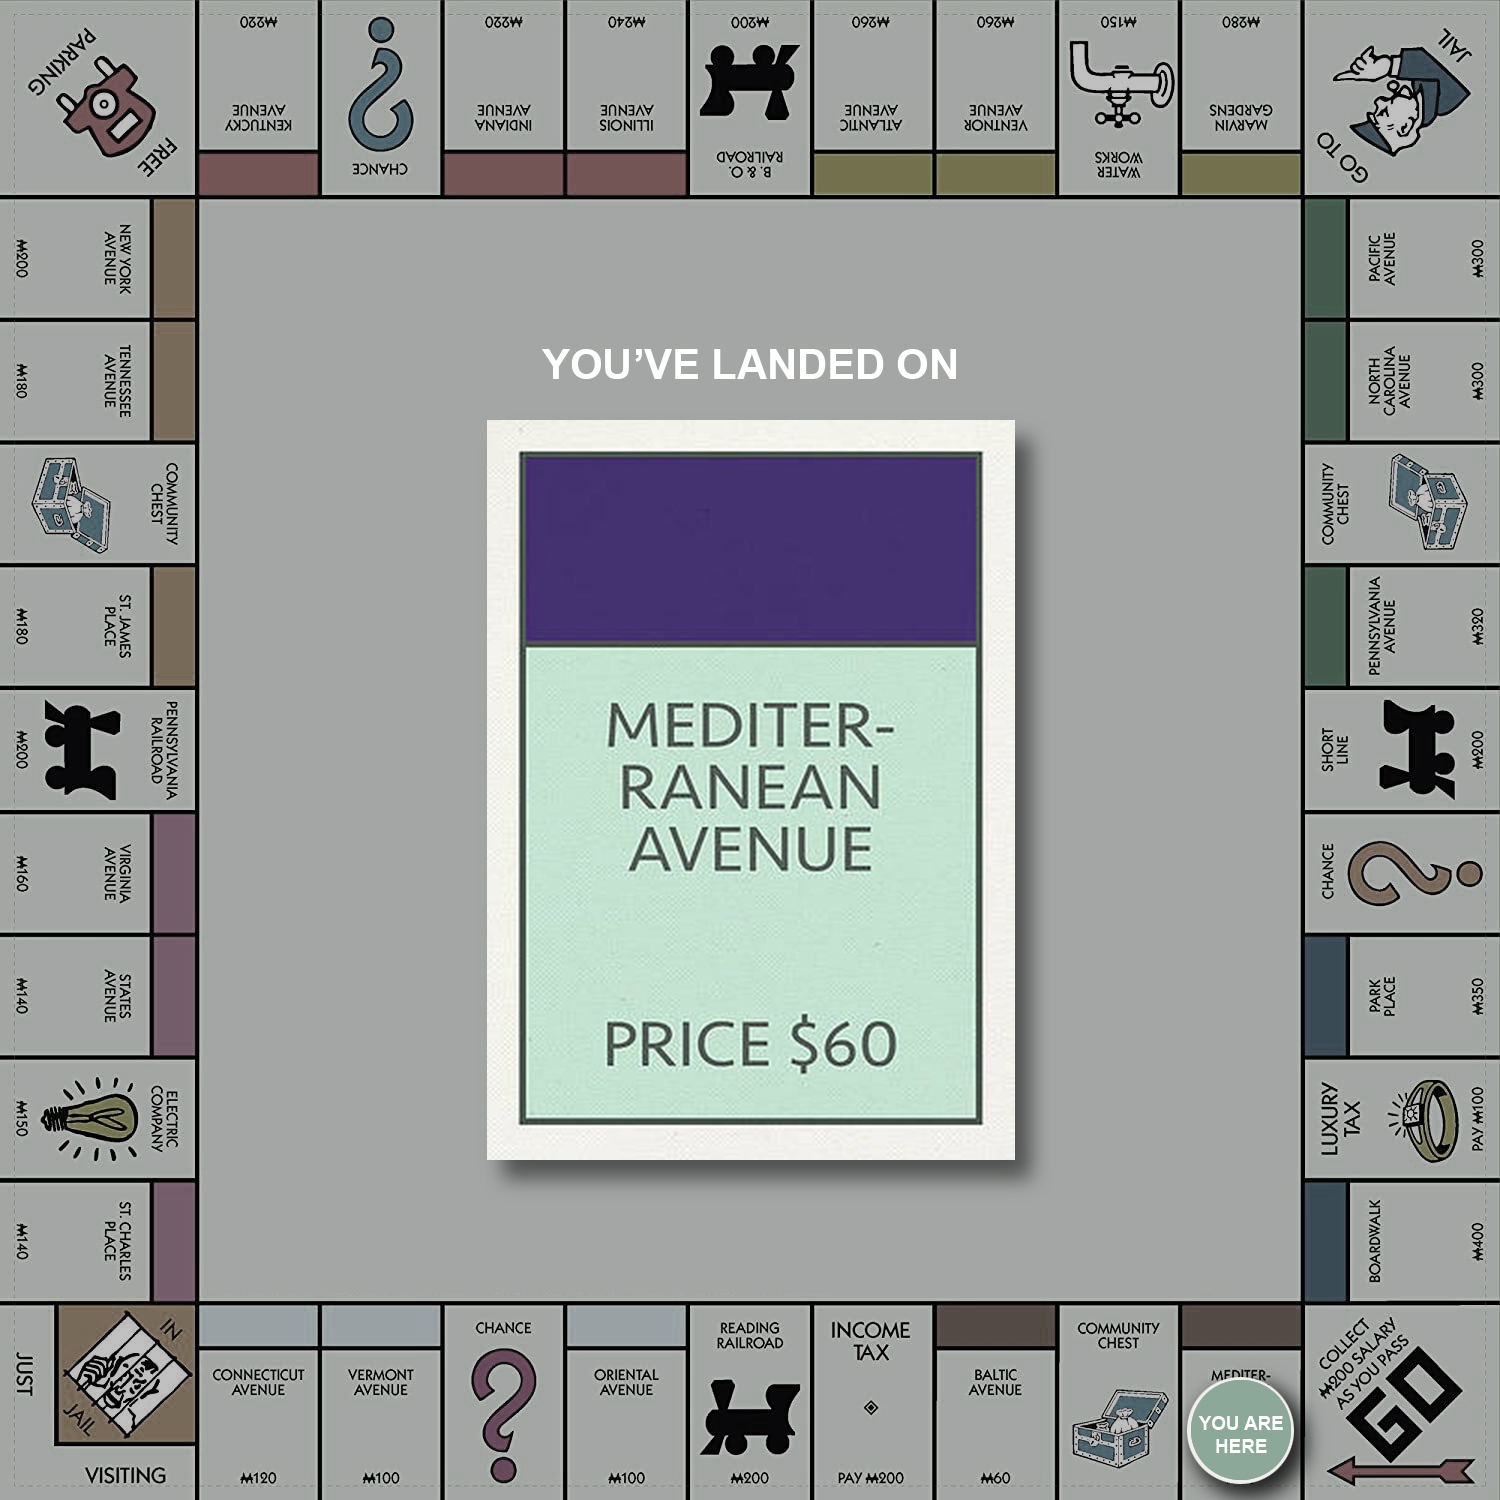 PARKING
FREE
₩220
KENTUCKY
AVENUE
CHANCE
₩220
INDIANA
AVENUE
₩240
ILLINOIS
AVENUE
₩200
B. & O.
RAILROAD
₩260
ATLANTIC
AVENUE
₩260
VENTNOR
AVENUE
₩150
WATER
WORKS
₩280
MARVIN
GARDENS
GO TO
JAIL
NEW YORK
AVENUE
₩200
TENNESSEE
AVENUE
₩180
COMMUNITY
CHEST
ST. JAMES
PLACE
₩180
PENNSYLVANIA
RAILROAD
₩200
VIRGINIA
AVENUE
₩160
STATES
AVENUE
₩140
ELECTRIC
COMPANY
₩150
ST. CHARLES
PLACE
₩140
YOU’VE LANDED ON
MEDITER-
RANEAN
AVENUE
PRICE $60
PACIFIC
AVENUE
₩300
NORTH
CAROLINA
AVENUE
₩300
COMMUNITY
CHEST
PENNSYLVANIA
AVENUE
₩320
SHORT
LINE
₩200
CHANCE
PARK
PLACE
₩350
LUXURY
TAX
PAY ₩100
BOARDWALK
₩400
JUST
VISITING
IN
JAIL
CONNECTICUT
AVENUE
₩120
VERMONT
AVENUE
₩100
CHANCE
ORIENTAL
AVENUE
₩100
READING
RAILROAD
₩200
INCOME
TAX
PAY ₩200
BALTIC
AVENUE
₩60
COMMUNITY
CHEST
MEDITER-
YOU ARE
HERE
COLLECT
₩200 SALARY
AS YOU PASS
GO